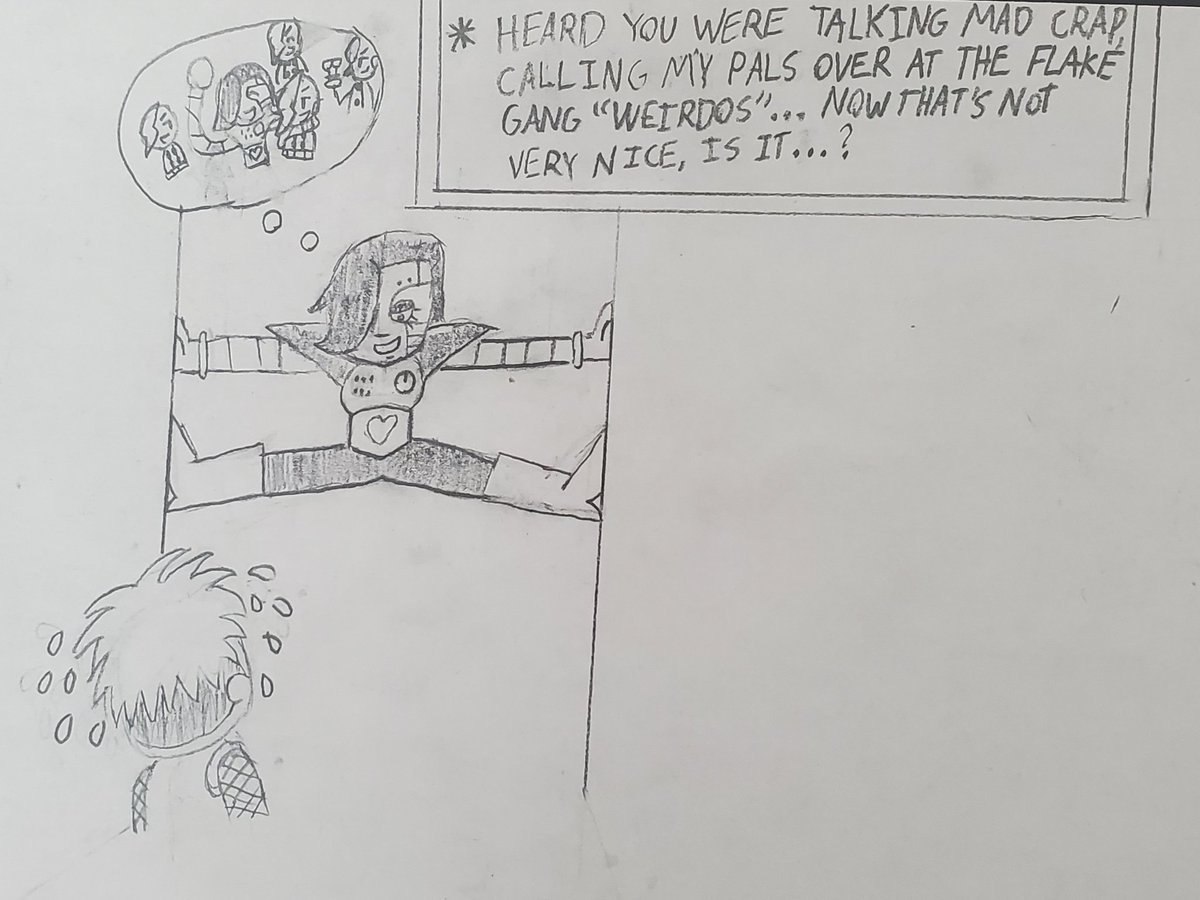 * HEARD YOU WERE TALKING MAD CRAP,
CALLING MY PALS OVER AT THE FLAKE
GANG "WEIRDOS"... NOW THAT'S NOT
VERY NICE, IS IT...?